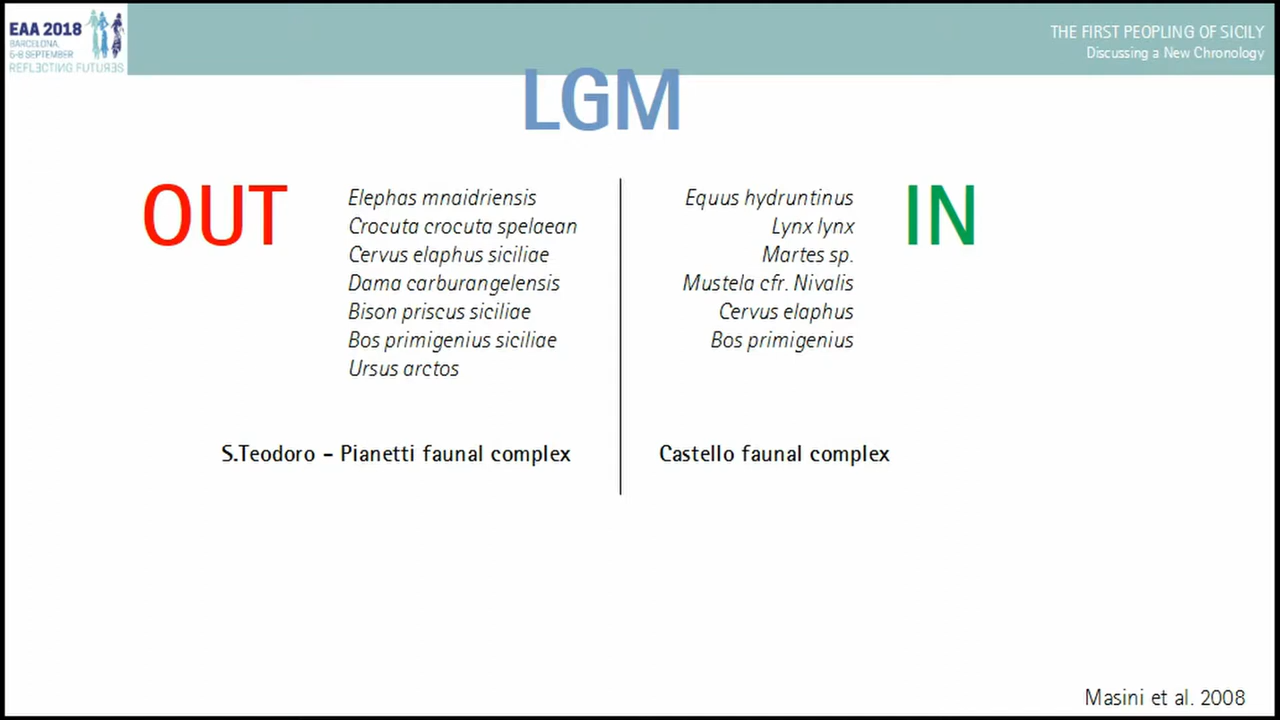 EAA 2018
BARCELONA,
5-8 SEPTEMBER
REFLECTING FUTURES
THE FIRST PEOPLING OF SICILY
Discussing a New Chronology
LGM
OUT
Elephas mnaidriensis
Crocuta crocuta spelaean
Cervus elaphus siciliae
Dama carburangelensis
Bison priscus siciliae
Bos primigenius siciliae
Ursus arctos
S.Teodoro – Pianetti faunal complex
Equus hydruntinus
Lynx lynx
Martes sp.
Mustela cfr. Nivalis
Cervus elaphus
Bos primigenius
IN
Castello faunal complex
Masini et al. 2008